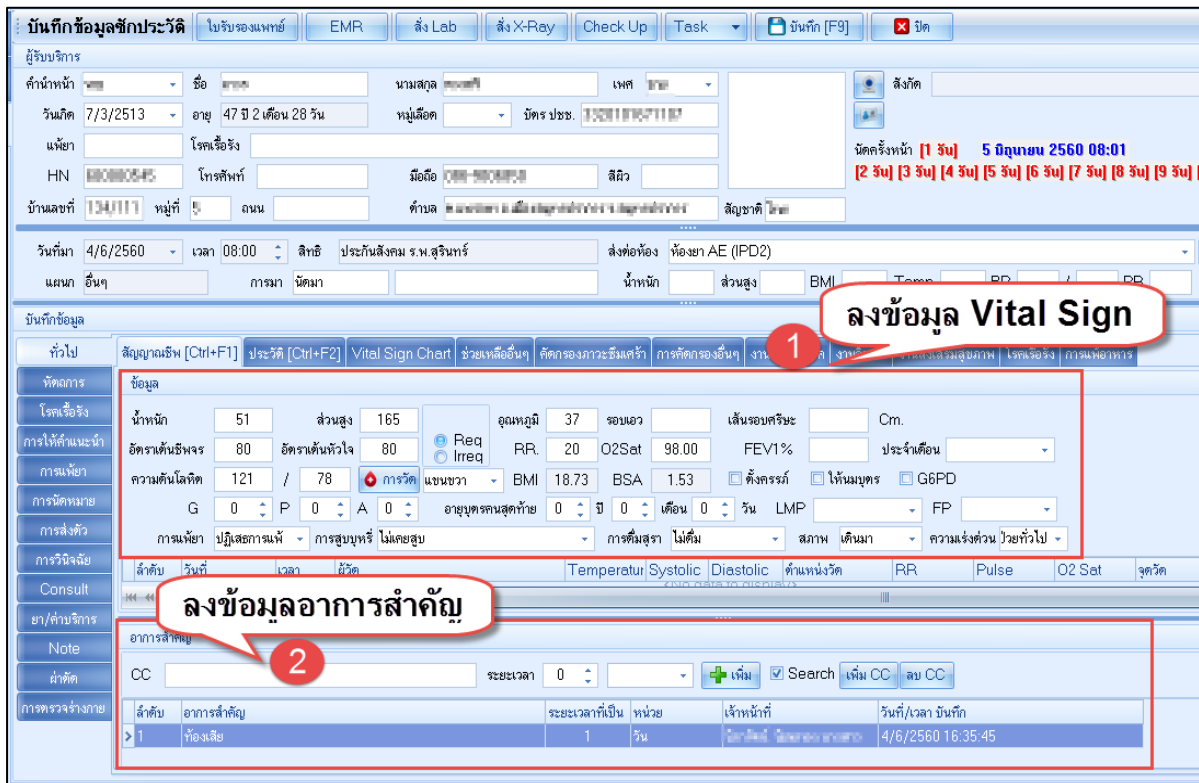 บันทึกข้อมูลซักประวัติ ใบรับรองแพทย์ EMR สั่ง Lab สั่ง X-Ray Check Up Task บันทึก [F9] ปิด
ผู้รับบริการ
คำนำหน้า ชื่อ นามสกุล เพศ สังกัด
วันเกิด 7/3/2513 อายุ 47 ปี 2 เดือน 28 วัน หมู่เลือด บัตร ปชช.
แพ้ยา โรคเรื้อรัง นัดครั้งหน้า [1 วัน] 5 มิถุนายน 2560 08:01
HN โทรศัพท์ มือถือ สีผิว [2 วัน] [3 วัน] [4 วัน] [5 วัน] [6 วัน] [7 วัน] [8 วัน] [9 วัน] [
บ้านเลขที่ หมู่ที่ 5 ถนน ตำบล สัญชาติ ไทย
วันที่มา 4/6/2560 เวลา 08:00 สิทธิ ประกันสังคม ร.พ.สุรินทร์ ส่งต่อห้อง ห้องยา AE (IPD2)
แผนก อื่นๆ การมา นัดมา น้ำหนัก ส่วนสูง BMI
ลงข้อมูล Vital Sign
บันทึกข้อมูล
1
ทั่วไป สัญญาณชีพ [Ctrl+F1] ประวัติ [Ctrl+F2] Vital Sign Chart ช่วยเหลืออื่นๆ คัดกรองภาวะซึมเศร้า การคัดกรองอื่นๆ โรคเรื้อรัง การแพ้อาหาร
หัตถการ ข้อมูล
โรคเรื้อรัง น้ำหนัก 51 ส่วนสูง 165 อุณหภูมิ 37 รอบเอว เส้นรอบศรีษะ Cm.
การให้คำแนะนำ อัตราเต้นชีพจร 80 อัตราเต้นหัวใจ 80 Req Irreq RR. 20 O2Sat 98.00 FEV1% ประจำเดือน
การแพ้ยา ความดันโลหิต 121 / 78 การวัด แขนขวา BMI 18.73 BSA 1.53 ตั้งครรภ์ ให้นมบุตร G6PD
การนัดหมาย G 0 P 0 A 0 อายุบุตรคนสุดท้าย 0 ปี 0 เดือน 0 วัน LMP FP
การส่งตัว การแพ้ยา ปฏิเสธการแพ้ การสูบบุหรี่ ไม่เคยสูบ การดื่มสุรา ไม่ดื่ม สภาพ เดินมา ความเร่งด่วน ป่วยทั่วไป
การวินิจฉัย ลำดับ วันที่ เวลา ผู้วัด Temperatur Systolic Diastolic ตำแหน่งวัด RR Pulse O2 Sat จุดวัด
Consult <No data to display>
ลงข้อมูลอาการสำคัญ
ยา/ค่าบริการ
Note อาการสำคัญ
2
ผ่าตัด CC ระยะเวลา 0 เพิ่ม Search เพิ่ม CC ลบ CC
การตรวจร่างกาย ลำดับ อาการสำคัญ ระยะเวลาที่เป็น หน่วย เจ้าหน้าที่ วันที่/เวลา บันทึก
1 ท้องเสีย 1 วัน 4/6/2560 16:35:45